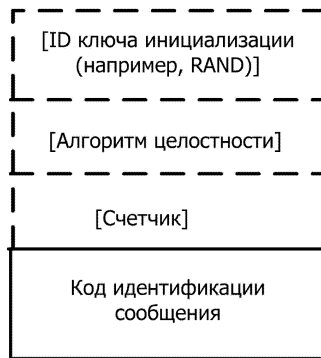 [ID ключа инициализации
(например, RAND)]
[Алгоритм целостности]
[Счетчик]
Код идентификации
сообщения